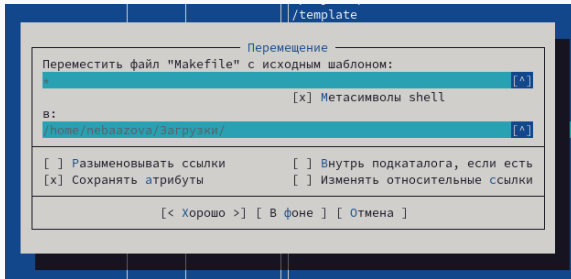 /template
Перемещение
Переместить файл "Makefile" с исходным шаблоном:
* [^]
[x] Метасимволы shell
в:
/home/nebaazova/Загрузки/ [^]
[ ] Разыменовывать ссылки [ ] Внутрь подкаталога, если есть
[x] Сохранять атрибуты [ ] Изменять относительные ссылки
[< Хорошо >] [ В фоне ] [ Отмена ]